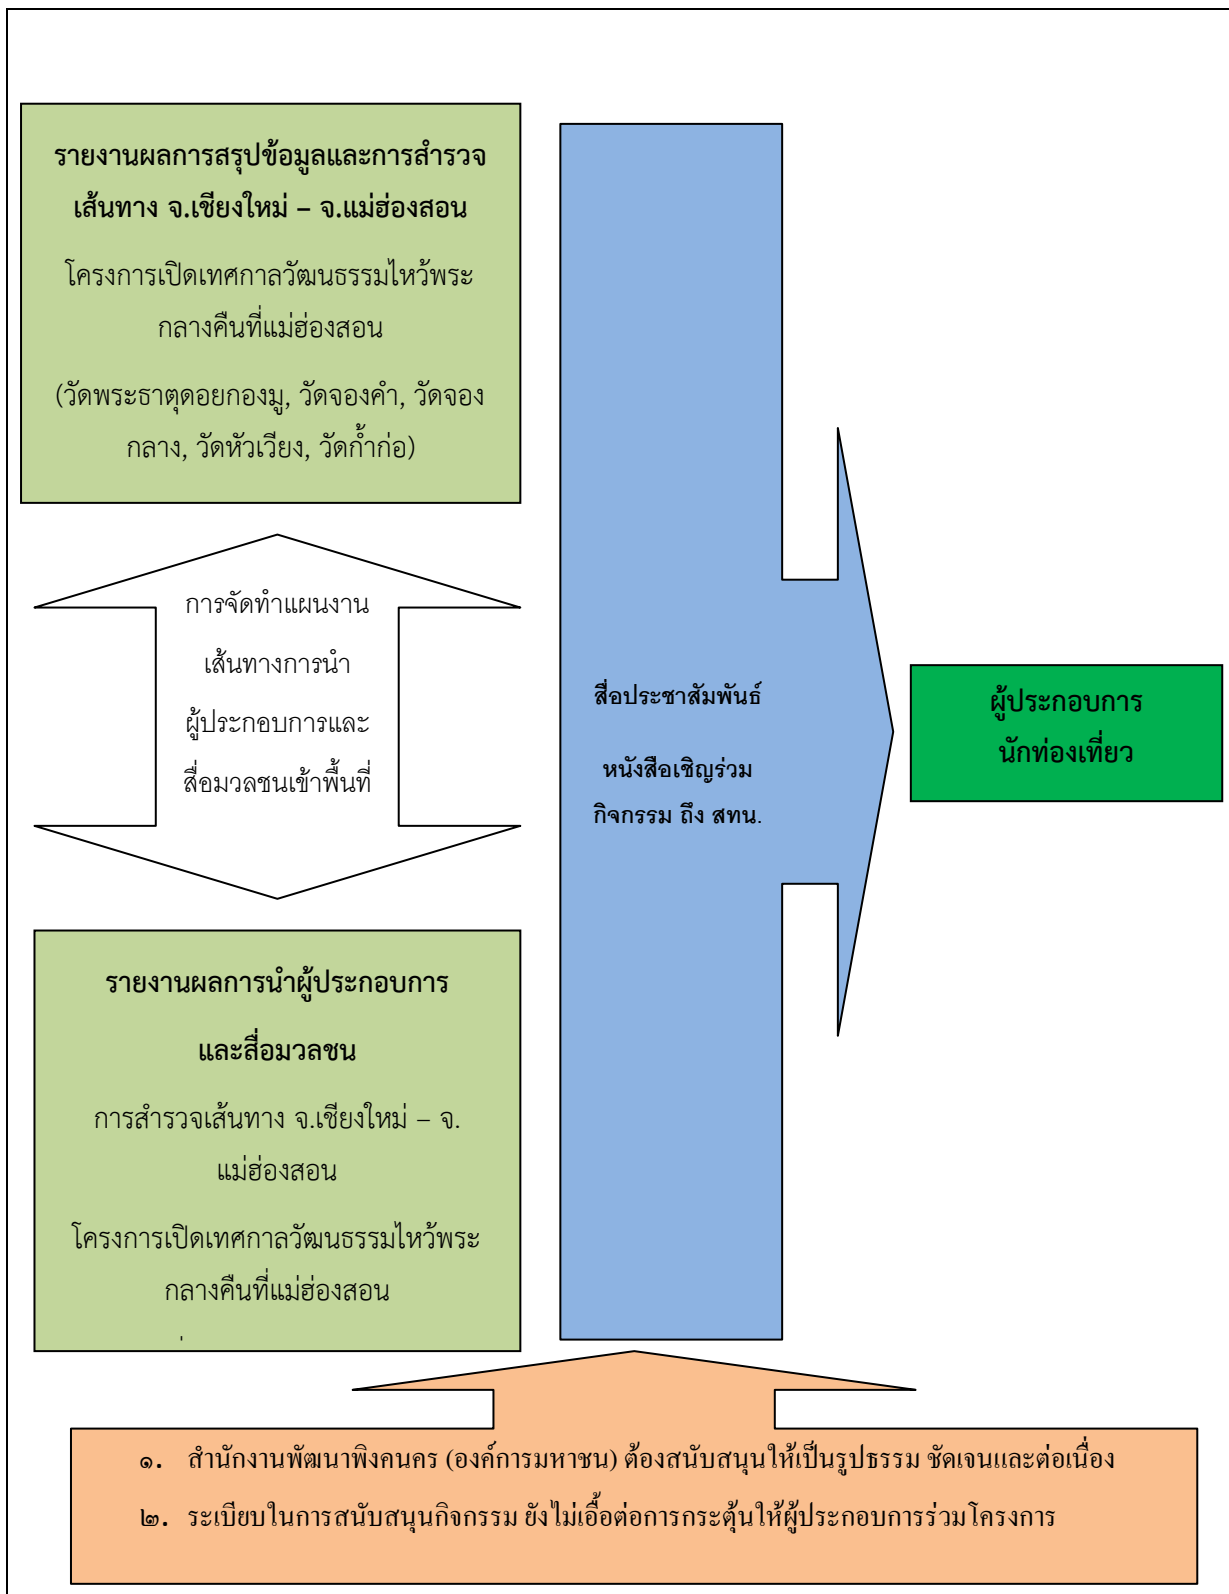 รายงานผลการสรุปข้อมูลและการสำรวจ
เส้นทาง จ.เชียงใหม่ – จ.แม่ฮ่องสอน
โครงการเปิดเทศกาลวัฒนธรรมไหว้พระ
กลางคืนที่แม่ฮ่องสอน
(วัดพระธาตุดอยกองมู, วัดจองคำ, วัดจอง
กลาง, วัดหัวเวียง, วัดก้ำก่อ)
การจัดทำแผนงาน
เส้นทางการนำ
ผู้ประกอบการและ
สื่อมวลชนเข้าพื้นที่
รายงานผลการนำผู้ประกอบการ
และสื่อมวลชน
การสำรวจเส้นทาง จ.เชียงใหม่ – จ.
แม่ฮ่องสอน
โครงการเปิดเทศกาลวัฒนธรรมไหว้พระ
กลางคืนที่แม่ฮ่องสอน
สื่อประชาสัมพันธ์
หนังสือเชิญร่วม
กิจกรรม ถึง สทน.
ผู้ประกอบการ
นักท่องเที่ยว
๑. สำนักงานพัฒนาพิงคนคร (องค์การมหาชน) ต้องสนับสนุนให้เป็นรูปธรรม ชัดเจนและต่อเนื่อง
๒. ระเบียบในการสนับสนุนกิจกรรม ยังไม่เอื้อต่อการกระตุ้นให้ผู้ประกอบการร่วมโครงการ